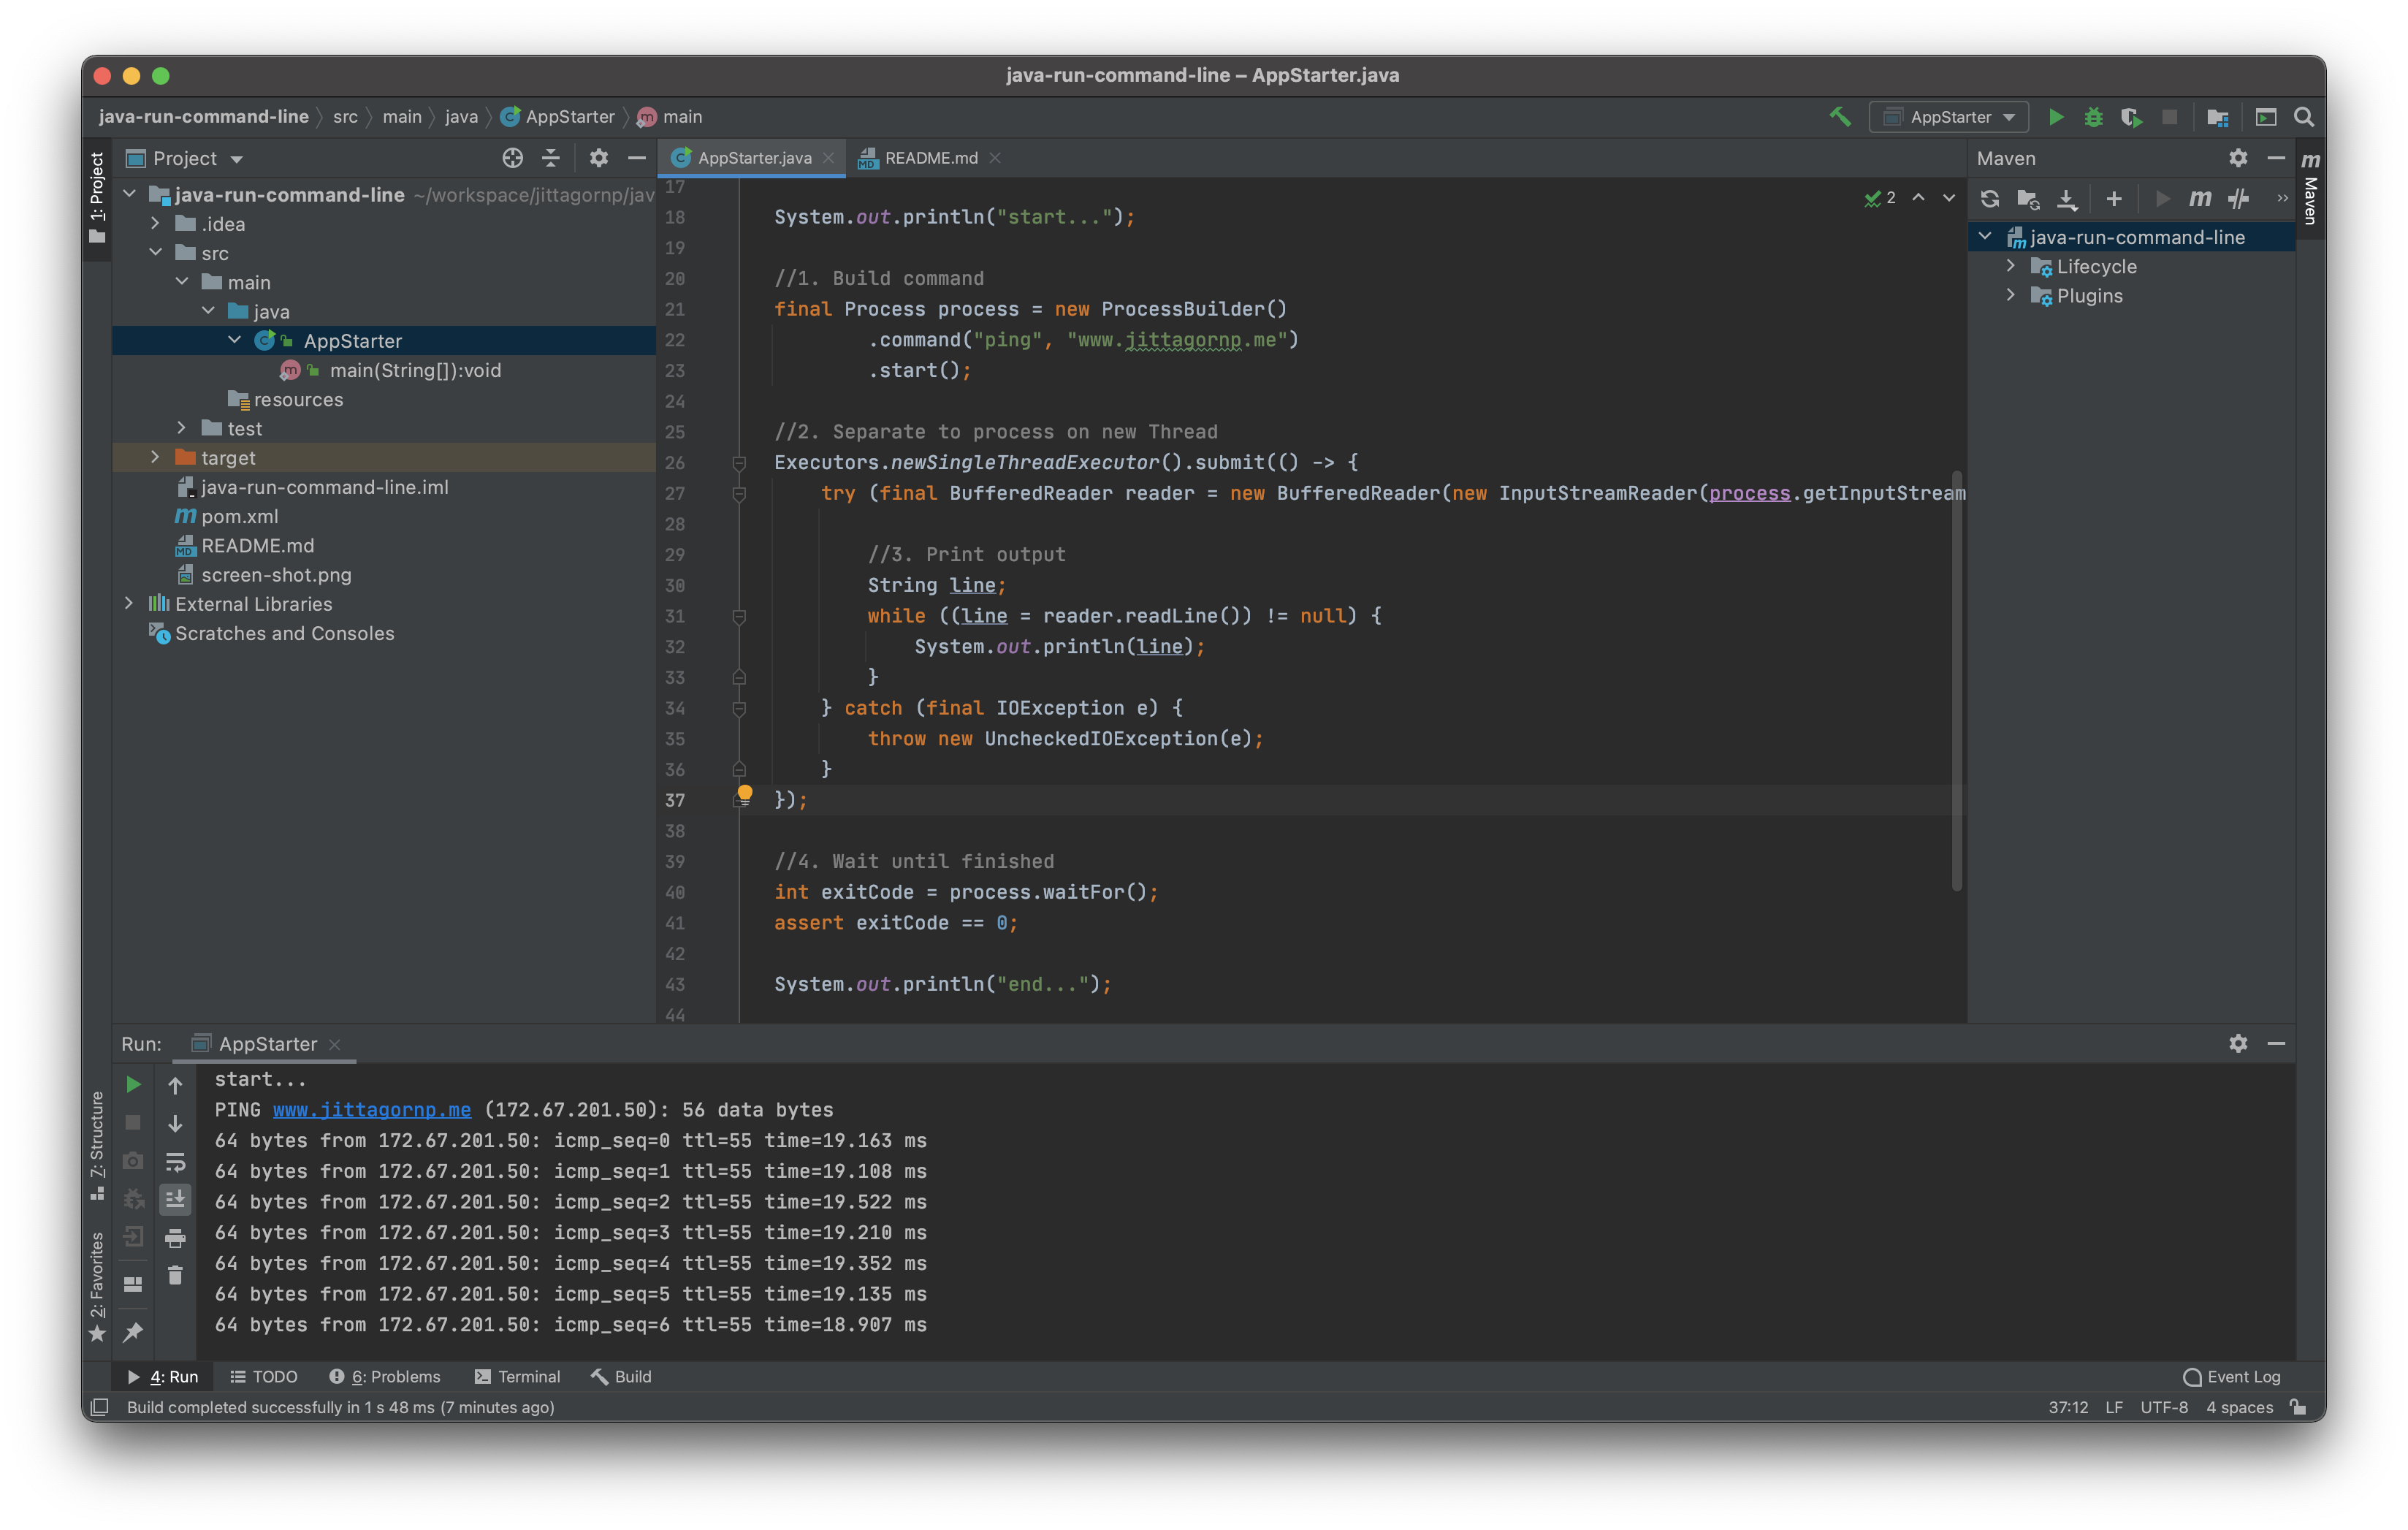 java-run-command-line – AppStarter.java
java-run-command-line src main java AppStarter main
AppStarter
1: Project
Project
java-run-command-line ~/workspace/jittagornp/jav
.idea
src
main
java
AppStarter
main(String[]):void
resources
test
target
java-run-command-line.iml
pom.xml
README.md
screen-shot.png
External Libraries
Scratches and Consoles
AppStarter.java README.md
2
17
18 System.out.println("start...");
19
20 //1. Build command
21 final Process process = new ProcessBuilder()
22 .command("ping", "www.jittagornp.me")
23 .start();
24
25 //2. Separate to process on new Thread
26 Executors.newSingleThreadExecutor().submit(() -> {
27 try (final BufferedReader reader = new BufferedReader(new InputStreamReader(process.getInputStream
28
29 //3. Print output
30 String line;
31 while ((line = reader.readLine()) != null) {
32 System.out.println(line);
33 }
34 } catch (final IOException e) {
35 throw new UncheckedIOException(e);
36 }
37 });
38
39 //4. Wait until finished
40 int exitCode = process.waitFor();
41 assert exitCode == 0;
42
43 System.out.println("end...");
44
Maven
java-run-command-line
Lifecycle
Plugins
m Maven
7: Structure
2: Favorites
Run: AppStarter
start...
PING www.jittagornp.me (172.67.201.50): 56 data bytes
64 bytes from 172.67.201.50: icmp_seq=0 ttl=55 time=19.163 ms
64 bytes from 172.67.201.50: icmp_seq=1 ttl=55 time=19.108 ms
64 bytes from 172.67.201.50: icmp_seq=2 ttl=55 time=19.522 ms
64 bytes from 172.67.201.50: icmp_seq=3 ttl=55 time=19.210 ms
64 bytes from 172.67.201.50: icmp_seq=4 ttl=55 time=19.352 ms
64 bytes from 172.67.201.50: icmp_seq=5 ttl=55 time=19.135 ms
64 bytes from 172.67.201.50: icmp_seq=6 ttl=55 time=18.907 ms
4: Run TODO 6: Problems Terminal Build Event Log
Build completed successfully in 1 s 48 ms (7 minutes ago) 37:12 LF UTF-8 4 spaces